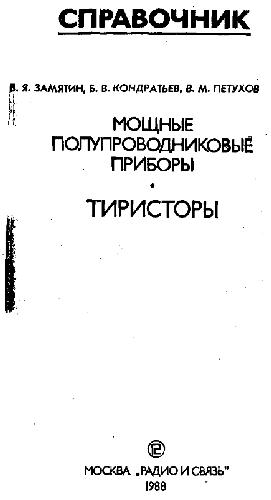 СПРАВОЧНИК
В. Я. ЗАМЯТИН, Б. В. КОНДРАТЬЕВ, В. М. ПЕТУХОВ
МОЩНЫЕ
ПОЛУПРОВОДНИКОВЫЕ
ПРИБОРЫ
•
ТИРИСТОРЫ
МОСКВА „РАДИО И СВЯЗЬ"
1988